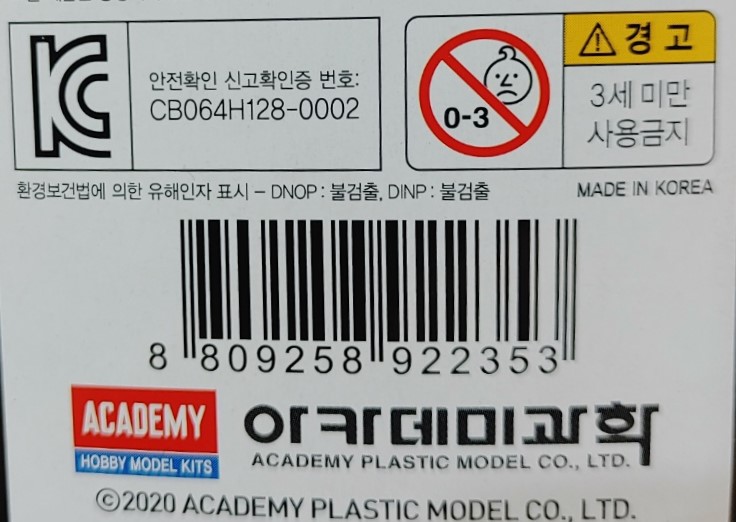 KC
안전확인 신고확인증 번호:
CB064H128-0002
0-3
경고
3세 미만
사용금지
환경보건법에 의한 유해인자 표시 – DNOP : 불검출, DINP : 불검출
MADE IN KOREA
8 809258 922353
ACADEMY
HOBBY MODEL KITS
아카데미과학
ACADEMY PLASTIC MODEL CO., LTD.
©2020 ACADEMY PLASTIC MODEL CO., LTD.